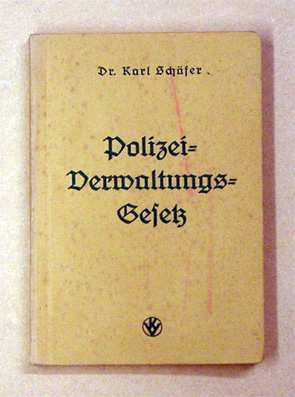 Dr. Karl Schäfer
Polizei=
Verwaltungs=
Gesetz